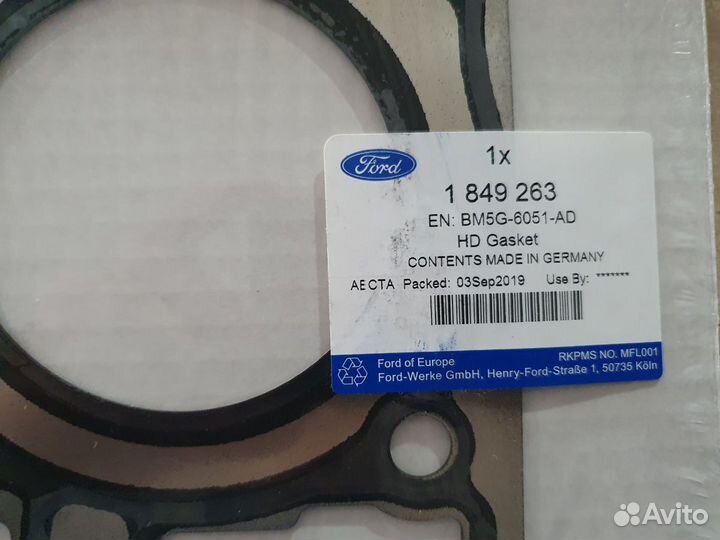 Ford
1x
1 849 263
EN: BM5G-6051-AD
HD Gasket
CONTENTS MADE IN GERMANY
AECTA Packed: 03Sep2019 Use By: *******
Ford of Europe RKPMS NO. MFL001
Ford-Werke GmbH, Henry-Ford-Straße 1, 50735 Köln
Avito